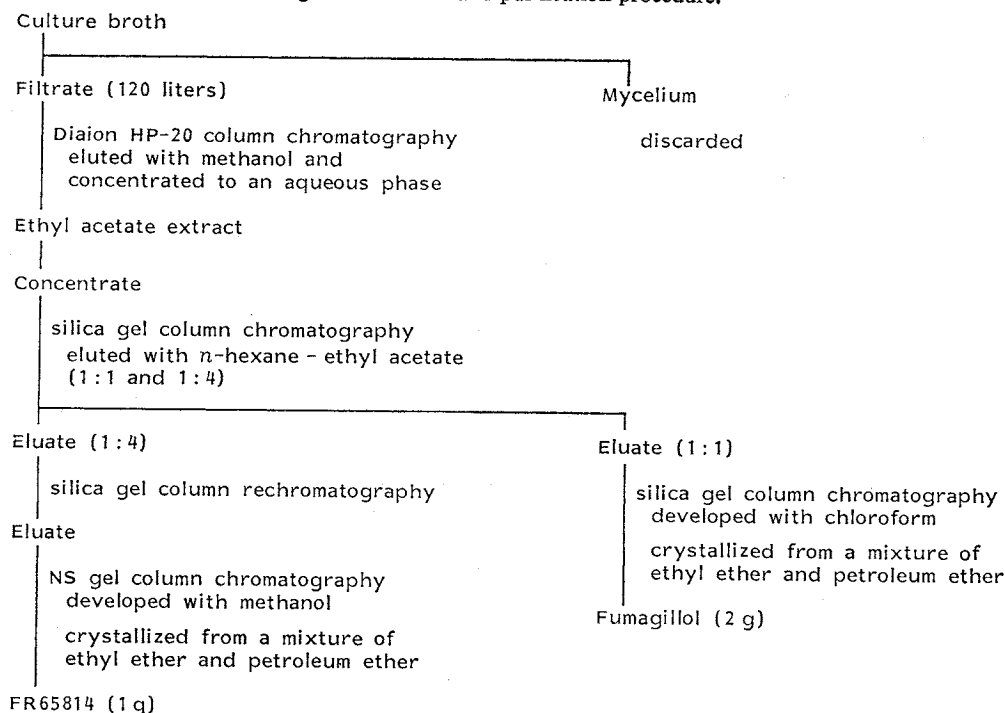 purification procedure.
Culture broth
Filtrate (120 liters)
Mycelium
discarded
Diaion HP-20 column chromatography
eluted with methanol and
concentrated to an aqueous phase
Ethyl acetate extract
Concentrate
silica gel column chromatography
eluted with n-hexane - ethyl acetate
(1:1 and 1:4)
Eluate (1:4)
silica gel column rechromatography
Eluate
NS gel column chromatography
developed with methanol
crystallized from a mixture of
ethyl ether and petroleum ether
FR65814 (1 g)
Eluate (1:1)
silica gel column chromatography
developed with chloroform
crystallized from a mixture of
ethyl ether and petroleum ether
Fumagillol (2 g)